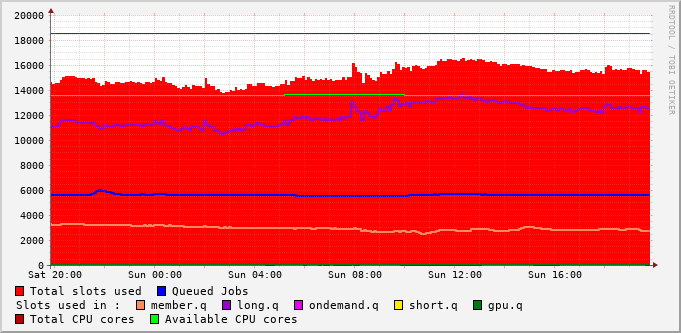 20000
18000
16000
14000
12000
10000
8000
6000
4000
2000
0
Sat 20:00 Sun 00:00 Sun 04:00 Sun 08:00 Sun 12:00 Sun 16:00
Total slots used Queued Jobs
Slots used in : member.q long.q ondemand.q short.q gpu.q
Total CPU cores Available CPU cores
RRDTOOL / TOBI OETIKER